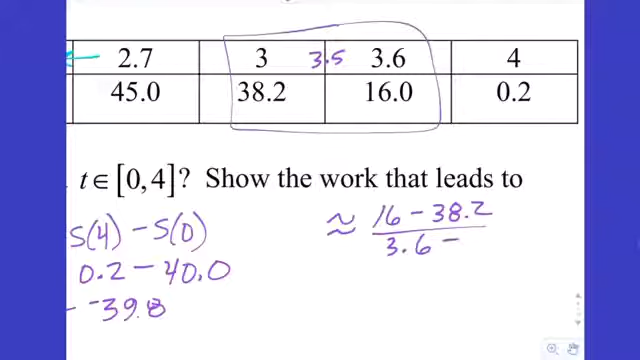 2.7 3 3.5 3.6 4
45.0 38.2 16.0 0.2
t ∈ [0, 4]? Show the work that leads to
S(4) − S(0) ≈ 16 − 38.2
3.6 −
0.2 − 40.0
−39.8